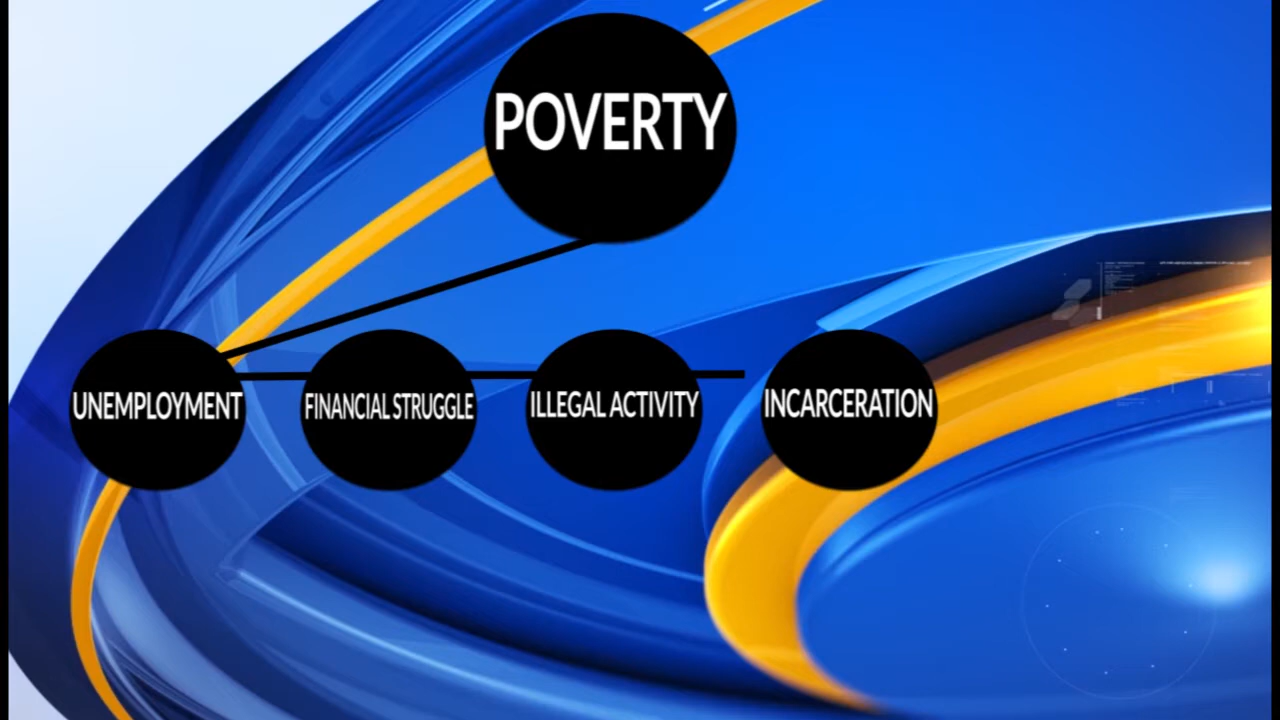 POVERTY
UNEMPLOYMENT
FINANCIAL STRUGGLE
ILLEGAL ACTIVITY
INCARCERATION